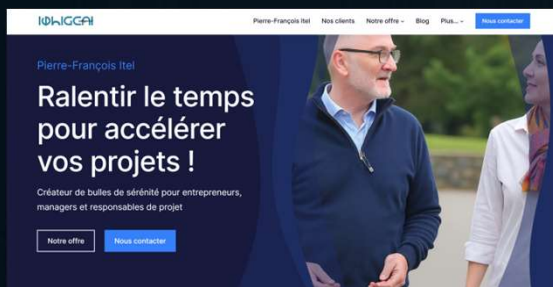 Pierre-François Itel Nos clients Notre offre Blog Plus... Nous contacter
Pierre-François Itel
Ralentir le temps
pour accélérer
vos projets !
Créateur de bulles de sérénité pour entrepreneurs,
managers et responsables de projet
Notre offre Nous contacter